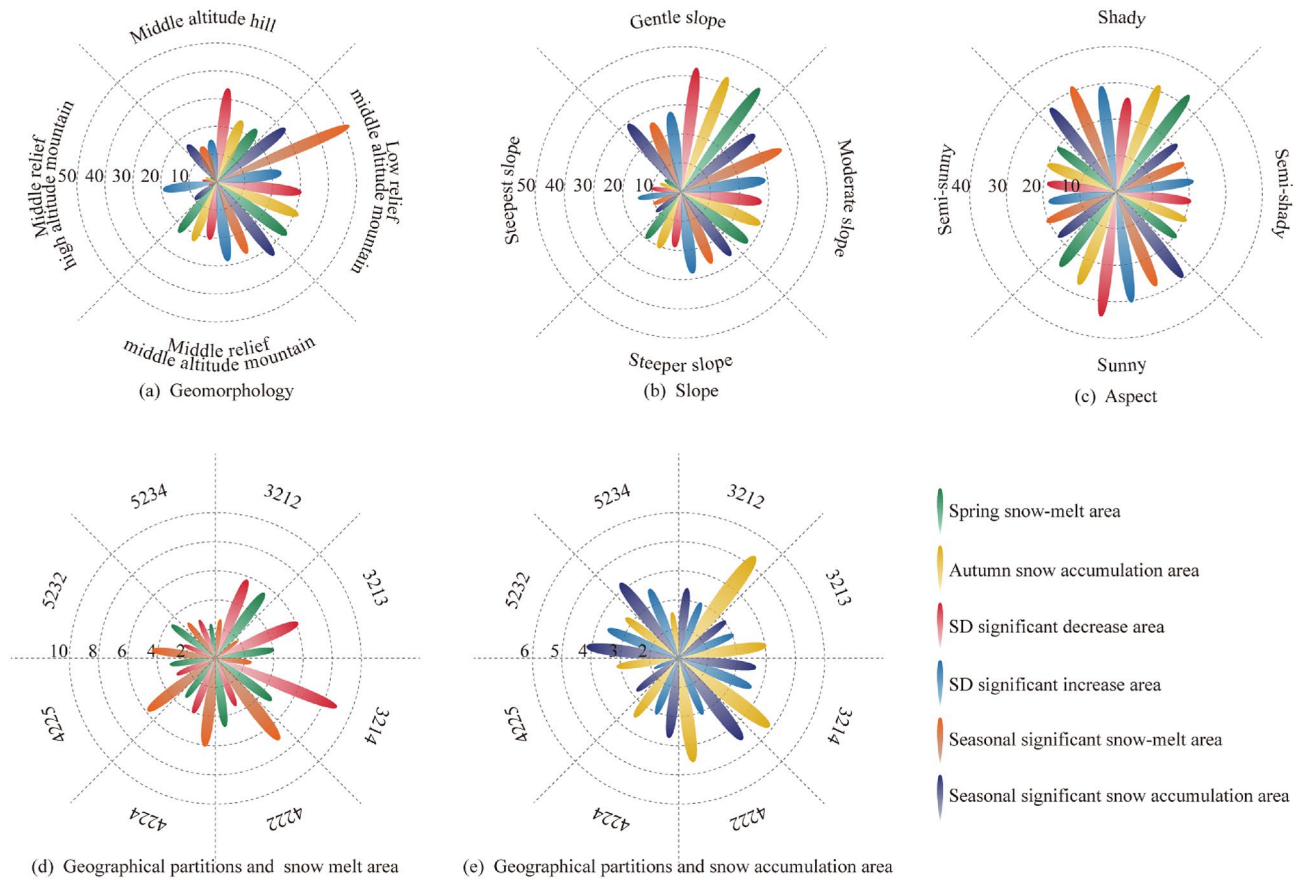 Middle altitude hill
Low relief
middle altitude mountain
Middle relief
middle altitude mountain
Middle relief
high altitude mountain
50 40 30 20 10
(a) Geomorphology
Gentle slope
Moderate slope
Steeper slope
Steepest slope
50 40 30 20 10
(b) Slope
Shady
Semi-shady
Sunny
Semi-sunny
40 30 20 10
(c) Aspect
5234
3212
3213
3214
4222
4224
4225
5232
10 8 6 4 2
(d) Geographical partitions and snow melt area
5234
3212
3213
3214
4222
4224
4225
5232
6 5 4 3 2
(e) Geographical partitions and snow accumulation area
Spring snow-melt area
Autumn snow accumulation area
SD significant decrease area
SD significant increase area
Seasonal significant snow-melt area
Seasonal significant snow accumulation area